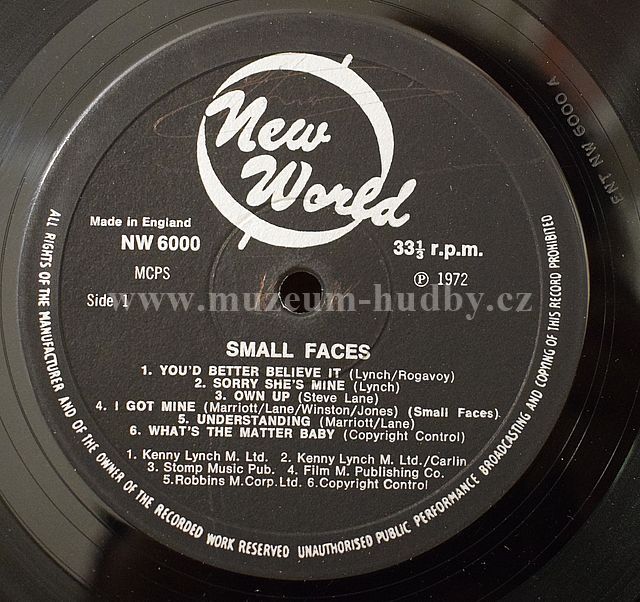 New
World
Made in England
NW 6000
MCPS
Side 1
33⅓ r.p.m.
℗ 1972
www.muzeum-hudby.cz
SMALL FACES
1. YOU'D BETTER BELIEVE IT (Lynch/Rogavoy)
2. SORRY SHE'S MINE (Lynch)
3. OWN UP (Steve Lane)
4. I GOT MINE (Marriott/Lane/Winston/Jones) (Small Faces)
5. UNDERSTANDING (Marriott/Lane)
6. WHAT'S THE MATTER BABY (Copyright Control)
1. Kenny Lynch M. Ltd. 2. Kenny Lynch M. Ltd./Carlin
3. Stomp Music Pub. 4. Film M. Publishing Co.
5.Robbins M.Corp. Ltd. 6.Copyright Control
ALL RIGHTS OF THE MANUFACTURER AND OF THE OWNER OF THE RECORDED WORK RESERVED UNAUTHORISED PUBLIC PERFORMANCE BROADCASTING AND COPYING OF THIS RECORD PROHIBITED
ENT NW 6000 A